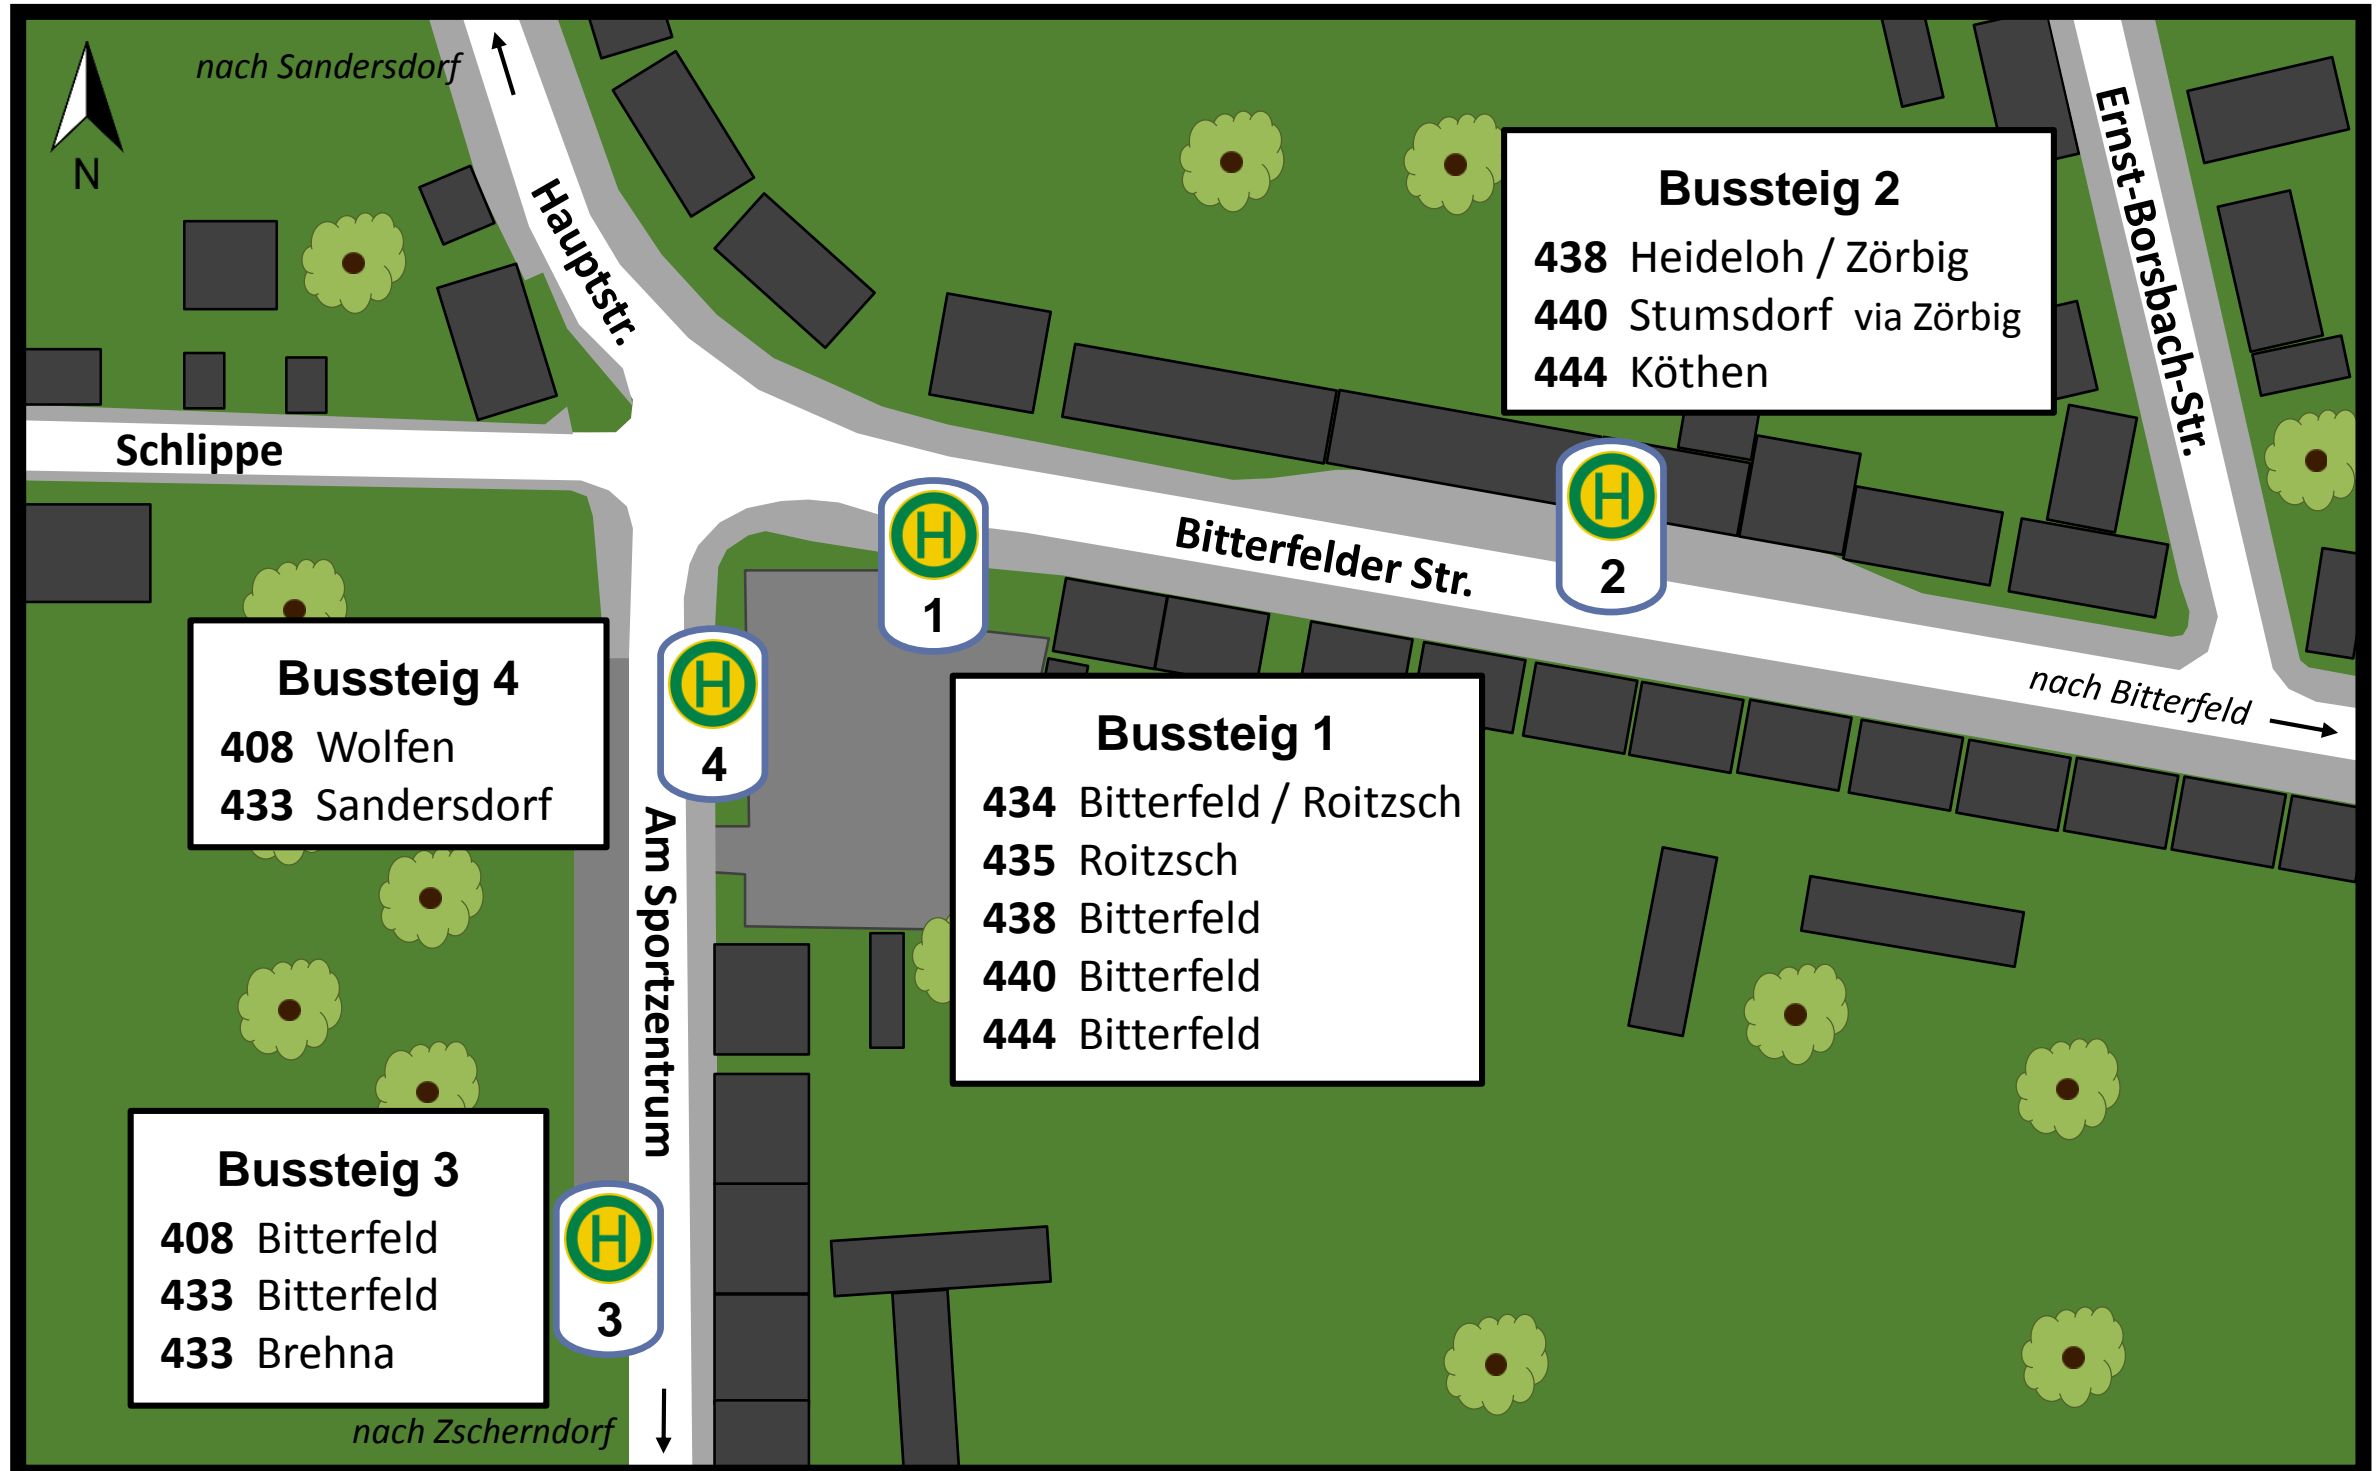 nach Sandersdorf
N
Hauptstr.
Ernst-Borsbach-Str.
Bussteig 2
438 Heideloh / Zörbig
440 Stumsdorf via Zörbig
444 Köthen
Schlippe
Bitterfelder Str.
H
1
H
2
nach Bitterfeld
Bussteig 4
408 Wolfen
433 Sandersdorf
H
4
Am Sportzentrum
Bussteig 1
434 Bitterfeld / Roitzsch
435 Roitzsch
438 Bitterfeld
440 Bitterfeld
444 Bitterfeld
Bussteig 3
408 Bitterfeld
433 Bitterfeld
433 Brehna
H
3
nach Zscherndorf